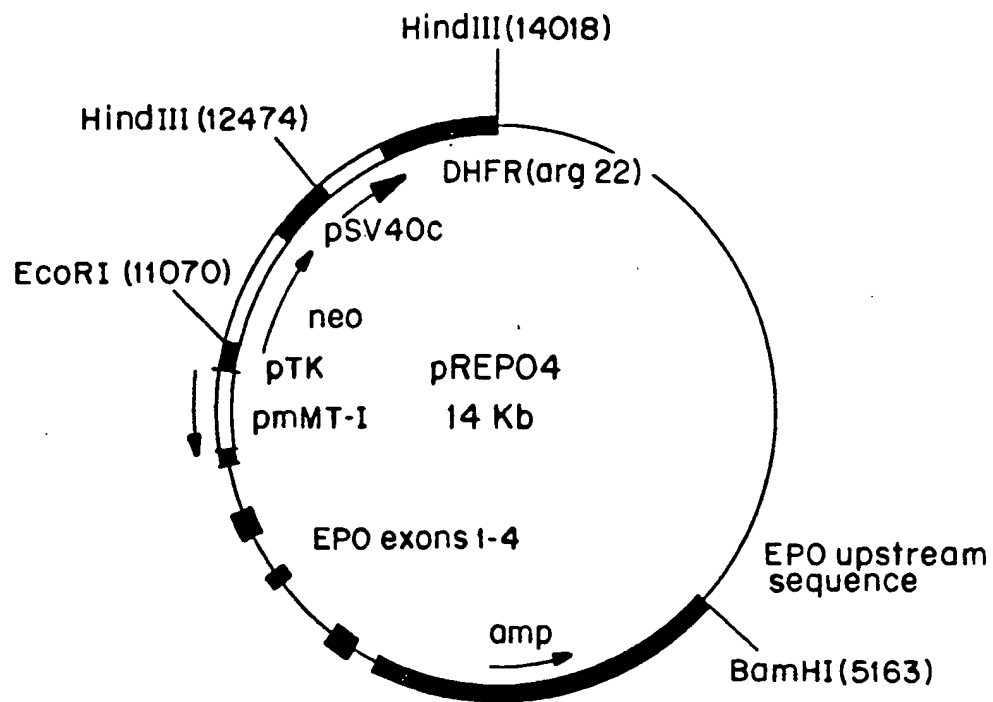 HindIII (14018)
HindIII (12474)
DHFR (arg 22)
pSV40c
EcoRI (11070)
neo
pTK
pREPO4
pmMT-I
14 Kb
EPO exons 1-4
EPO upstream
sequence
amp
BamHI (5163)